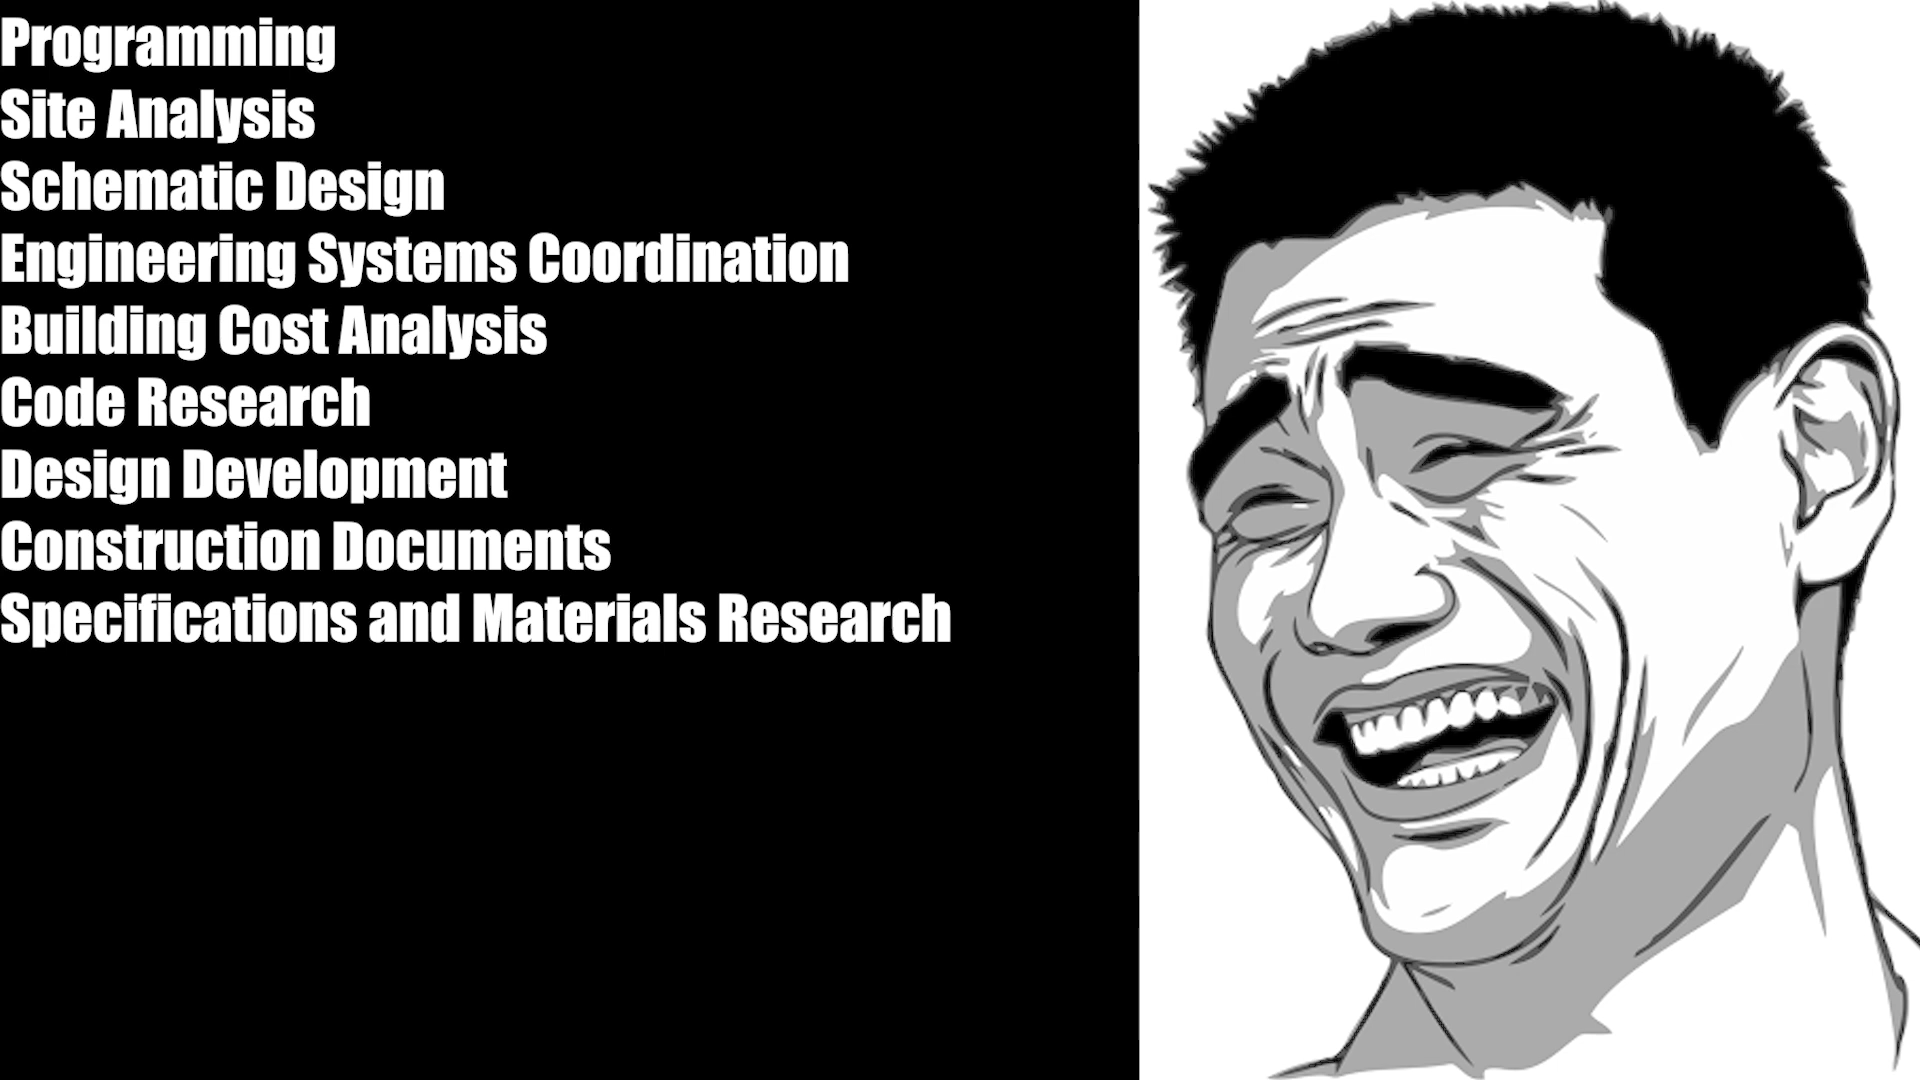 Programming
Site Analysis
Schematic Design
Engineering Systems Coordination
Building Cost Analysis
Code Research
Design Development
Construction Documents
Specifications and Materials Research